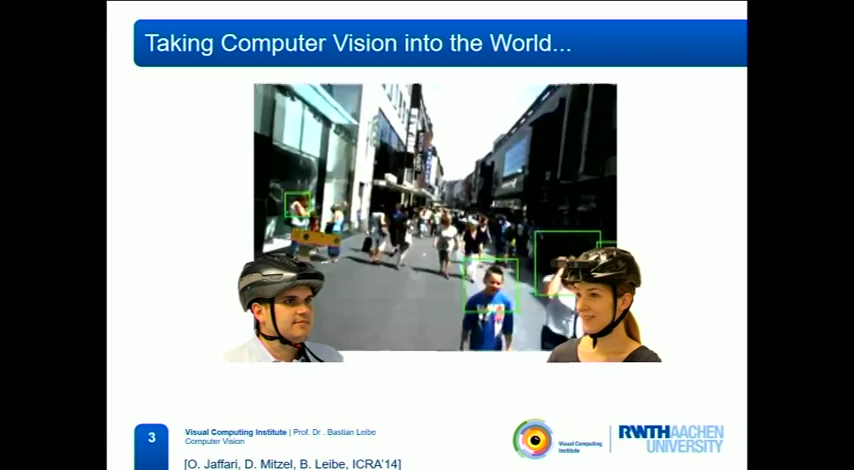 Taking Computer Vision into the World...
3
Visual Computing Institute | Prof. Dr . Bastian Leibe
Computer Vision
Visual Computing
Institute
RWTHAACHEN
UNIVERSITY
[O. Jaffari, D. Mitzel, B. Leibe, ICRA'14]